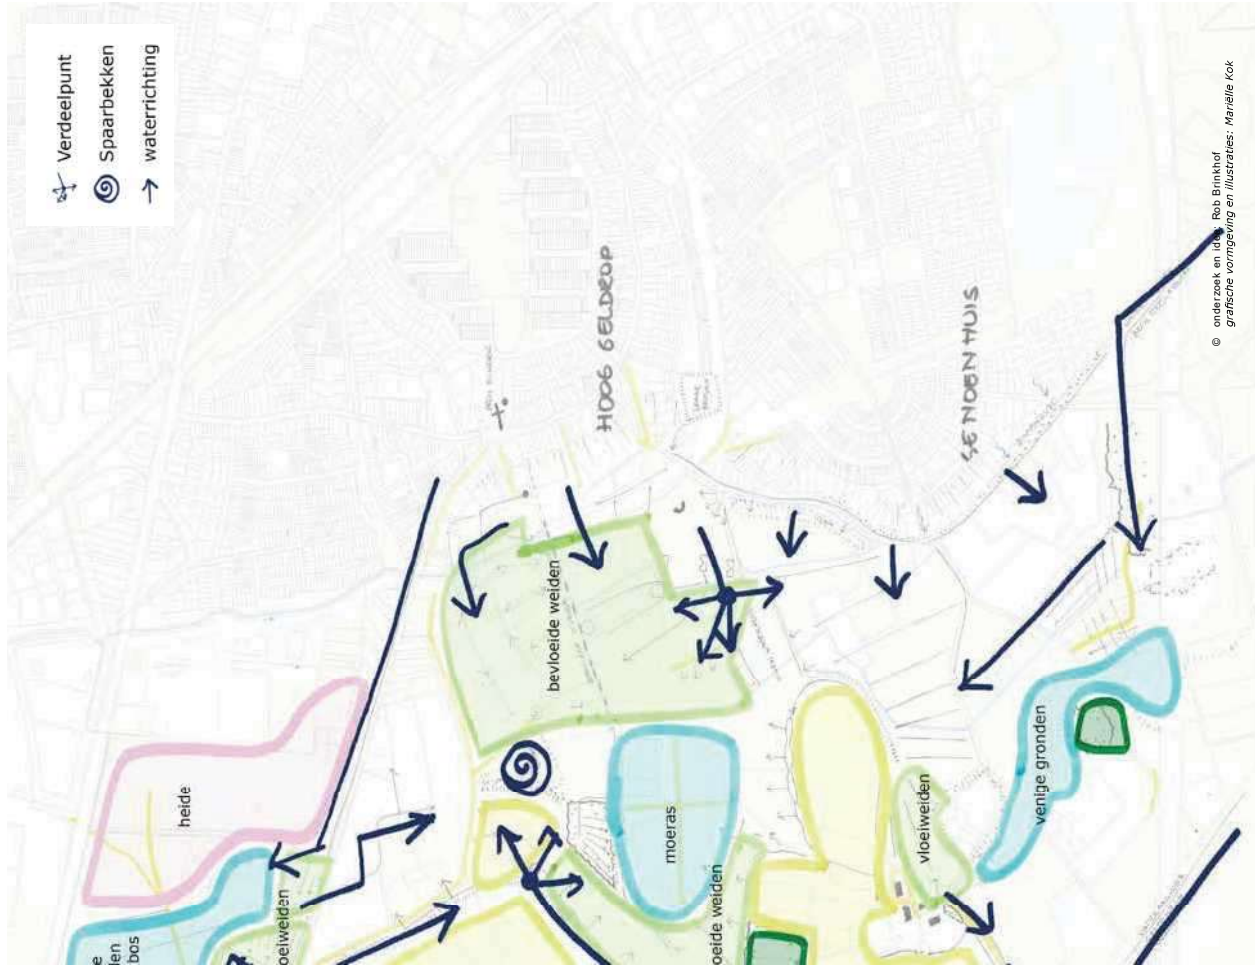 Verdeelpunt
Spaarbekken
waterrichting
HOOG GELDROP
GENOENHUIS
© onderzoek en idee: Rob Brinkhof
grafische vormgeving en illustraties: Mariëlle Kok
bevloeide weiden
heide
moeras
venige gronden
vloeiweiden